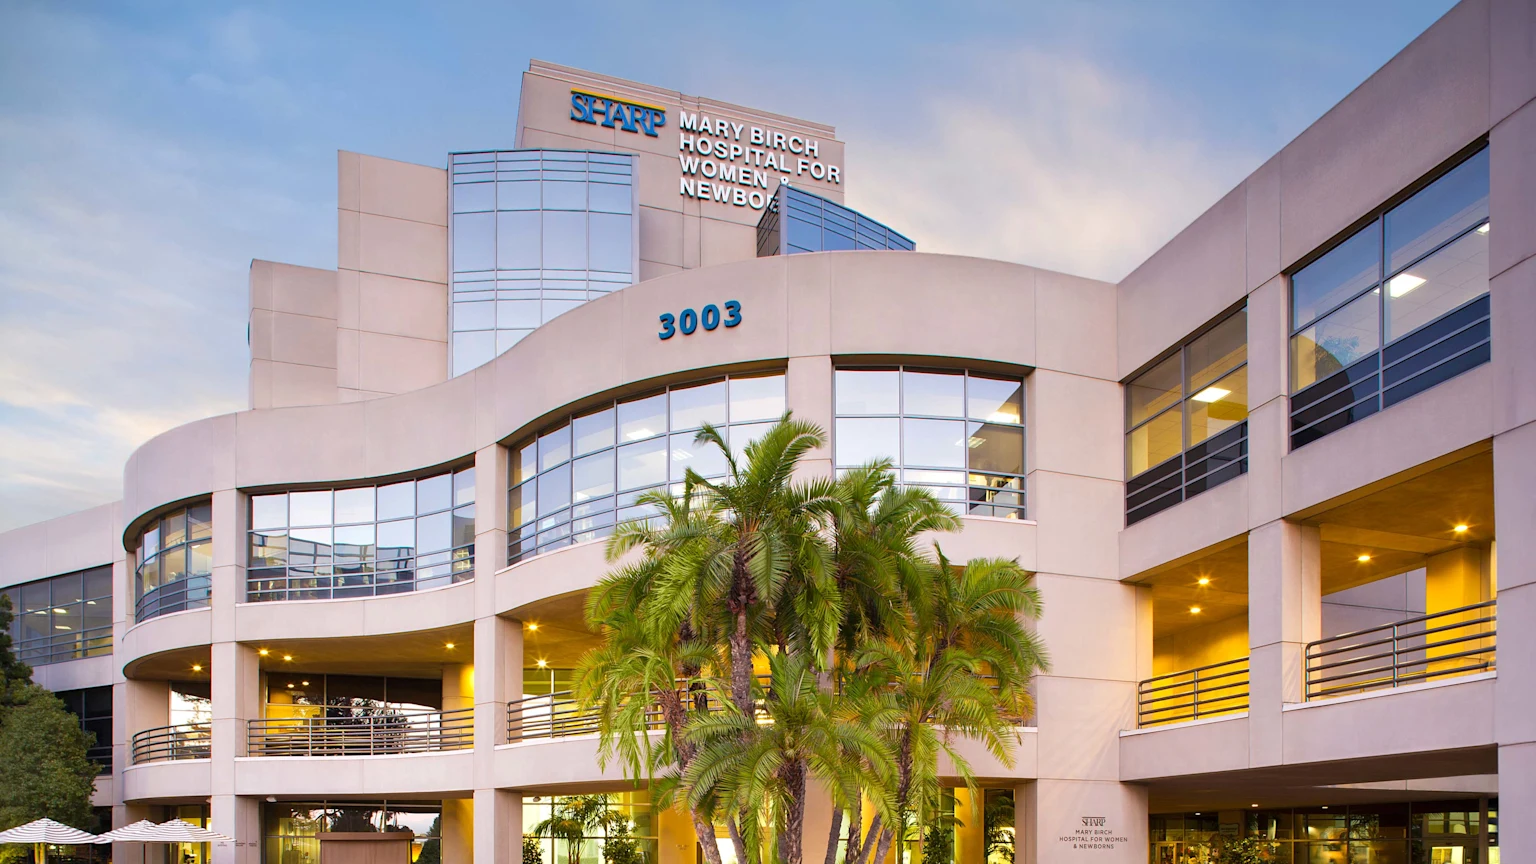 SHARP
MARY BIRCH
HOSPITAL FOR
WOMEN &
3003
SHARP
MARY BIRCH
HOSPITAL FOR WOMEN
& NEWBORNS